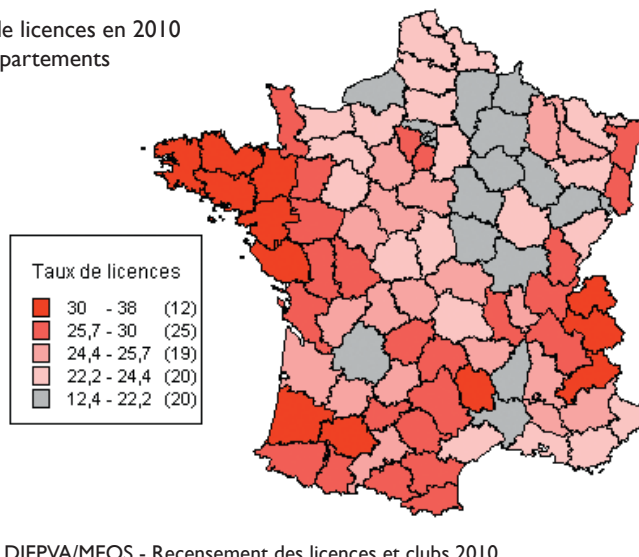 de licences en 2010
partements
Taux de licences
30 - 38 (12)
25,7 - 30 (25)
24,4 - 25,7 (19)
22,2 - 24,4 (20)
12,4 - 22,2 (20)
DJEPVA/MEOS - Recensement des licences et clubs 2010